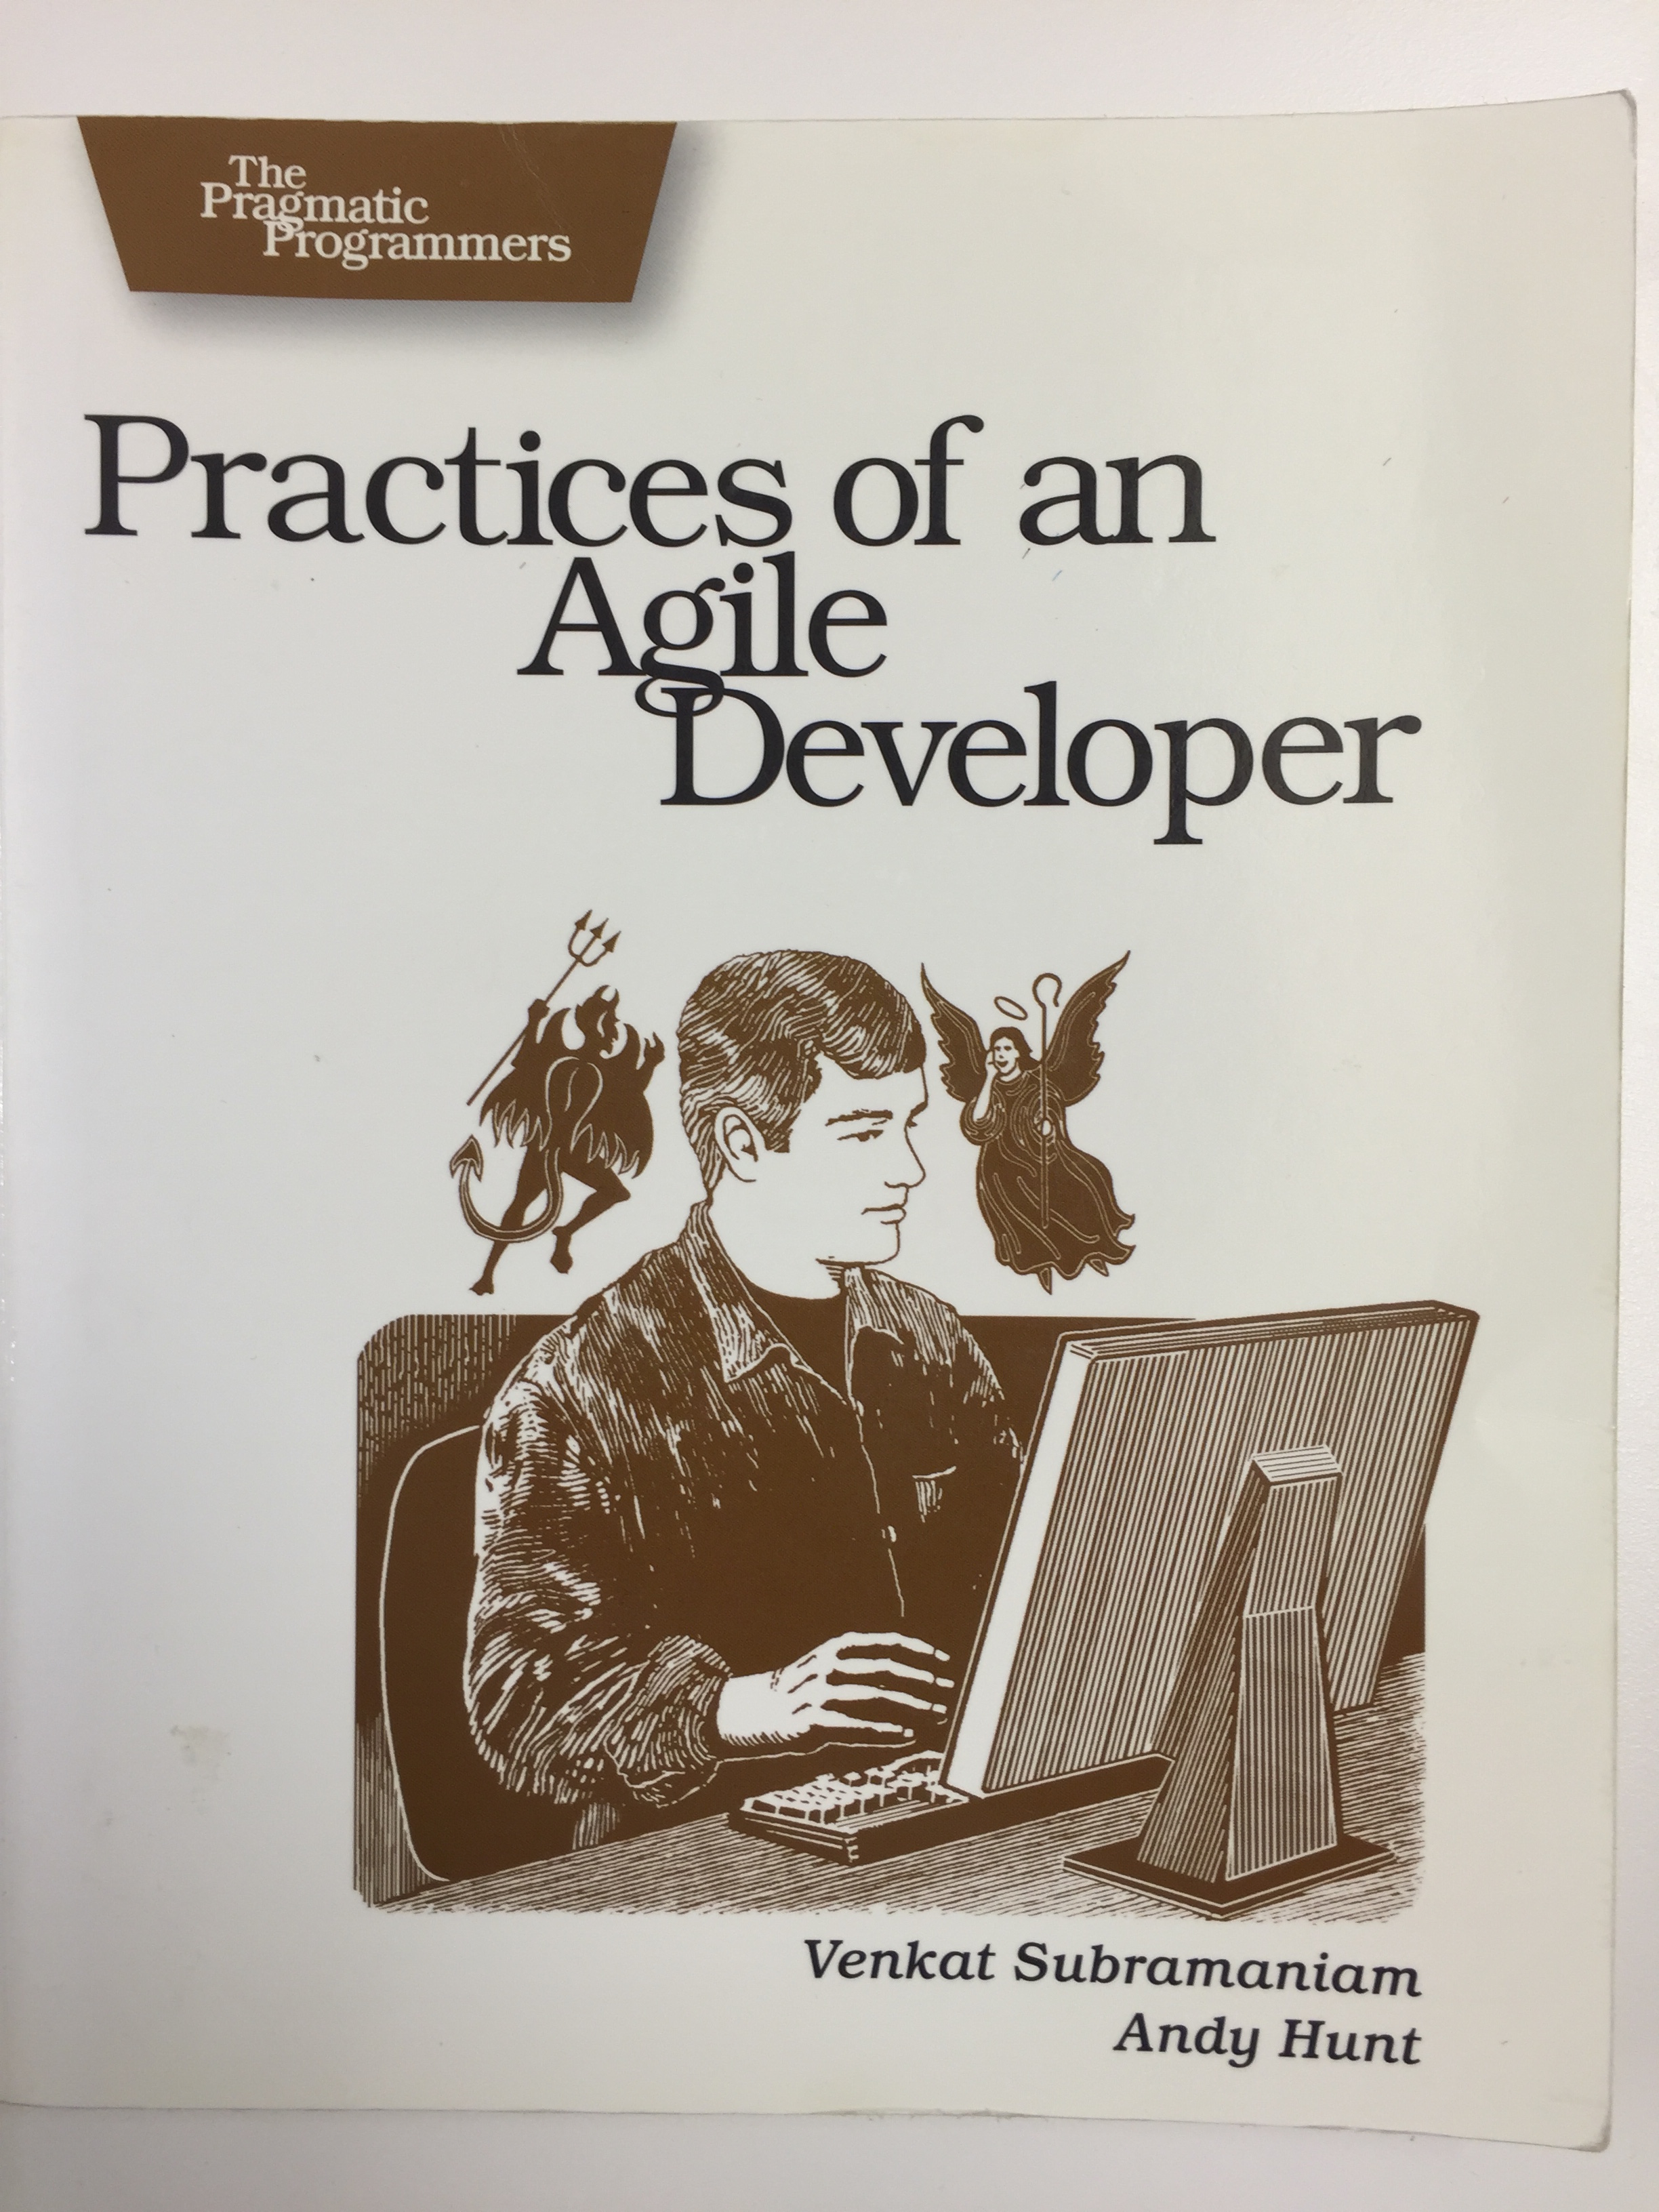 The
Pragmatic
Programmers
Practices of an
Agile
Developer
Venkat Subramaniam
Andy Hunt